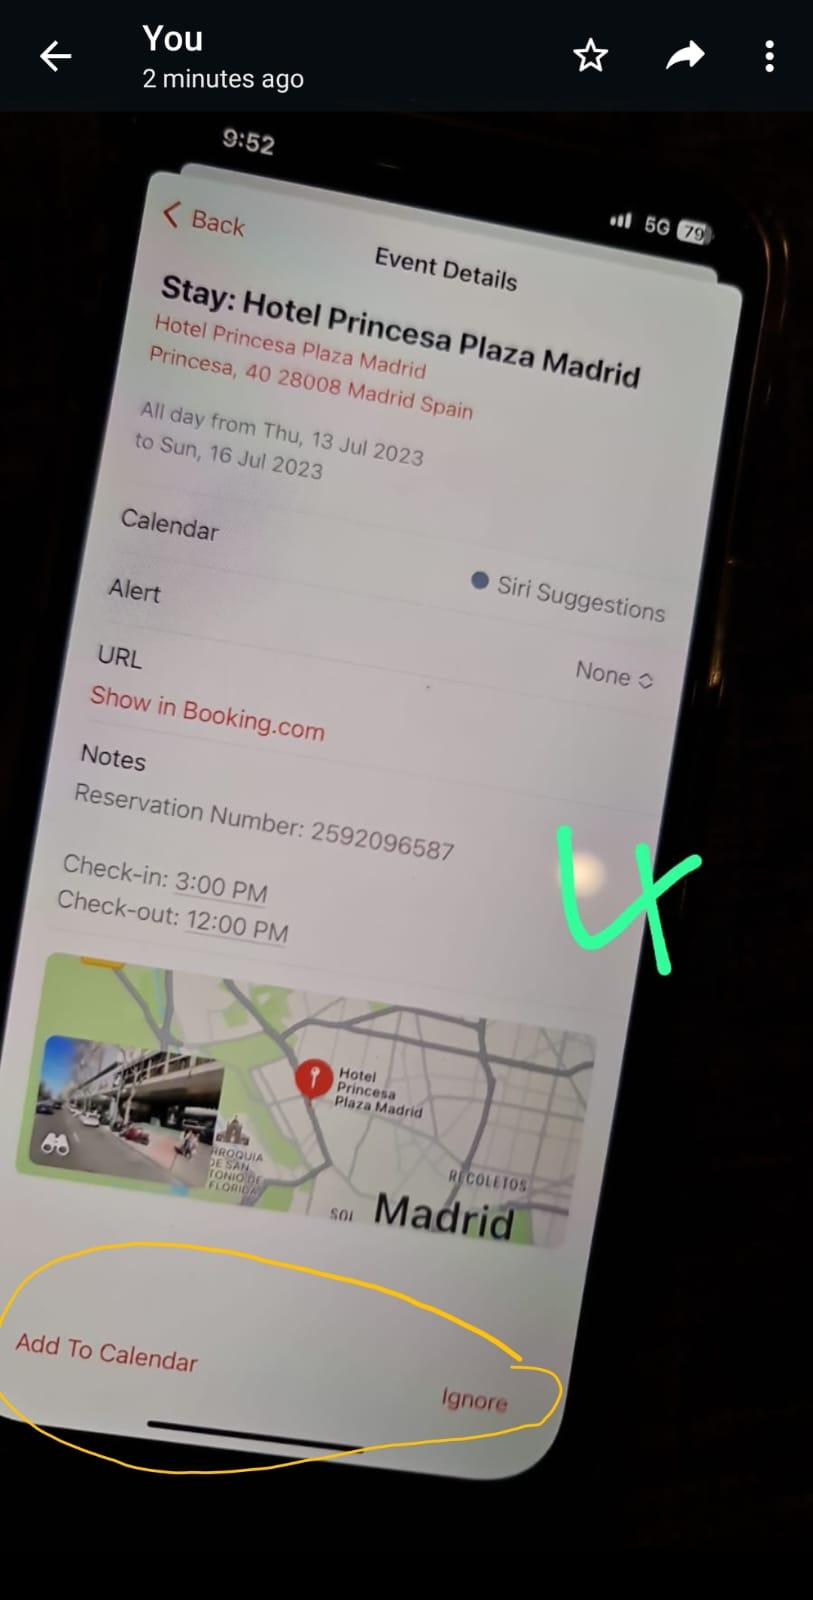 You
2 minutes ago
9:52
5G 79
Back
Event Details
Stay: Hotel Princesa Plaza Madrid
Hotel Princesa Plaza Madrid
Princesa, 40 28008 Madrid Spain
All day from Thu, 13 Jul 2023
to Sun, 16 Jul 2023
Calendar
Siri Suggestions
Alert
None
URL
Show in Booking.com
Notes
Reservation Number: 2592096587
Check-in: 3:00 PM
Check-out: 12:00 PM
4
Hotel
Princesa
Plaza Madrid
RROQUIA
DE SAN
TONIO DE
FLORIDA
RECOLETOS
SOL
Madrid
Add To Calendar
Ignore